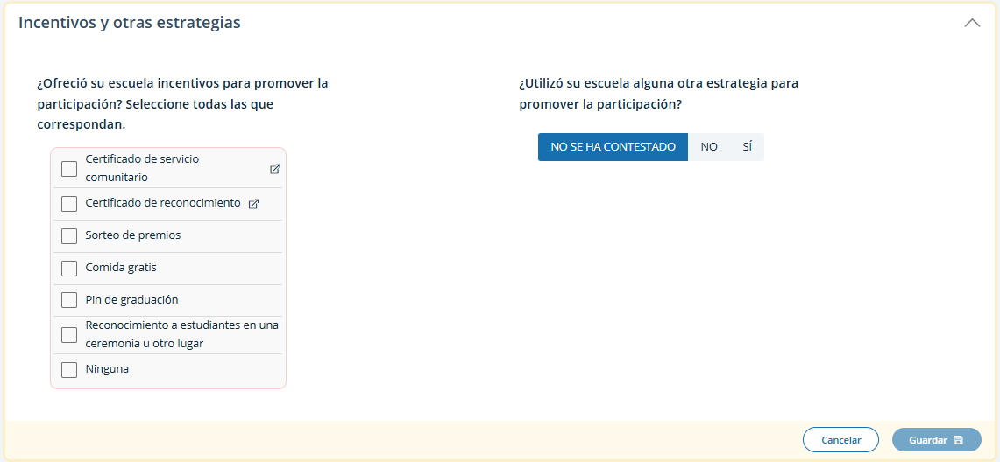 Incentivos y otras estrategias
¿Ofreció su escuela incentivos para promover la
participación? Seleccione todas las que
correspondan.
Certificado de servicio
comunitario
Certificado de reconocimiento
Sorteo de premios
Comida gratis
Pin de graduación
Reconocimiento a estudiantes en una
ceremonia u otro lugar
Ninguna
¿Utilizó su escuela alguna otra estrategia para
promover la participación?
NO SE HA CONTESTADO NO SÍ
Cancelar Guardar